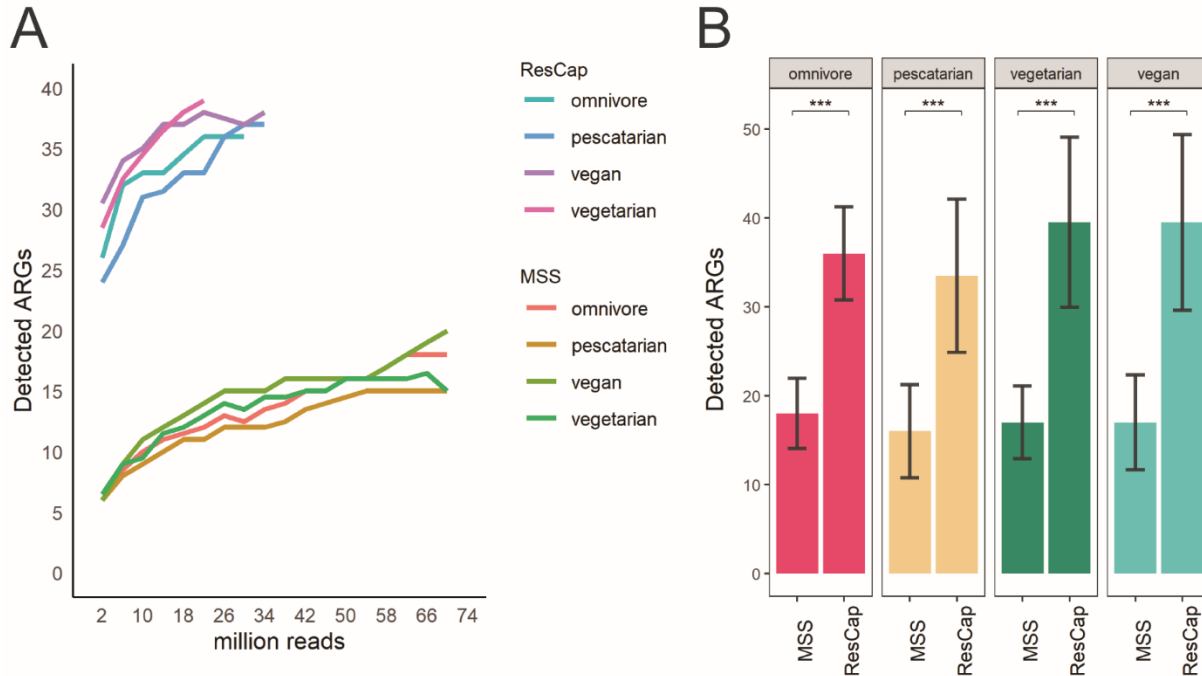 A
Detected ARGs
40
35
30
25
20
15
10
5
0
2 10 18 26 34 42 50 58 66 74
million reads
ResCap
omnivore
pescatarian
vegan
vegetarian
MSS
omnivore
pescatarian
vegan
vegetarian
B
omnivore pescatarian vegetarian vegan
*** *** *** ***
Detected ARGs
50
40
30
20
10
0
MSS ResCap MSS ResCap MSS ResCap MSS ResCap